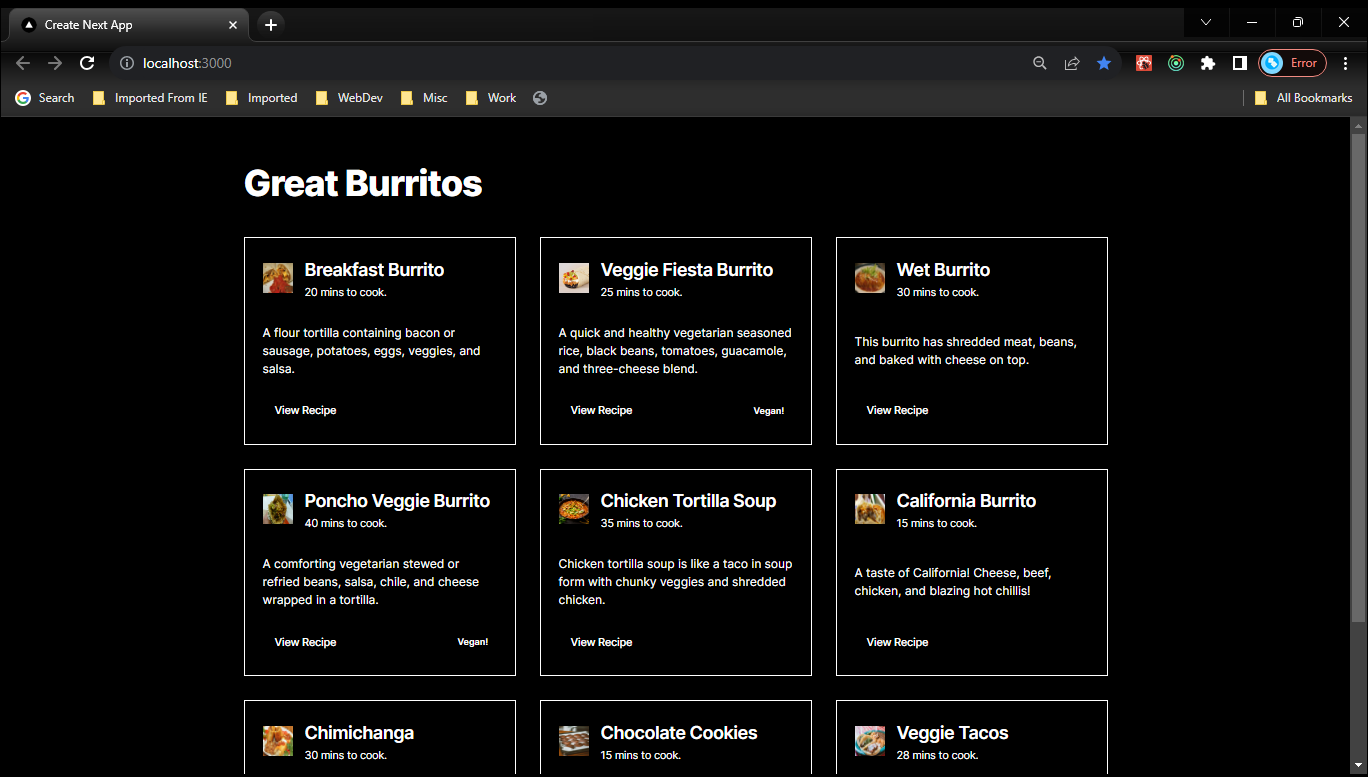 Create Next App
localhost:3000
Error
Search Imported From IE Imported WebDev Misc Work All Bookmarks
Great Burritos
Breakfast Burrito
20 mins to cook.
A flour tortilla containing bacon or
sausage, potatoes, eggs, veggies, and
salsa.
View Recipe
Veggie Fiesta Burrito
25 mins to cook.
A quick and healthy vegetarian seasoned
rice, black beans, tomatoes, guacamole,
and three-cheese blend.
View Recipe Vegan!
Wet Burrito
30 mins to cook.
This burrito has shredded meat, beans,
and baked with cheese on top.
View Recipe
Poncho Veggie Burrito
40 mins to cook.
A comforting vegetarian stewed or
refried beans, salsa, chile, and cheese
wrapped in a tortilla.
View Recipe Vegan!
Chicken Tortilla Soup
35 mins to cook.
Chicken tortilla soup is like a taco in soup
form with chunky veggies and shredded
chicken.
View Recipe
California Burrito
15 mins to cook.
A taste of California! Cheese, beef,
chicken, and blazing hot chillis!
View Recipe
Chimichanga
30 mins to cook.
Chocolate Cookies
15 mins to cook.
Veggie Tacos
28 mins to cook.